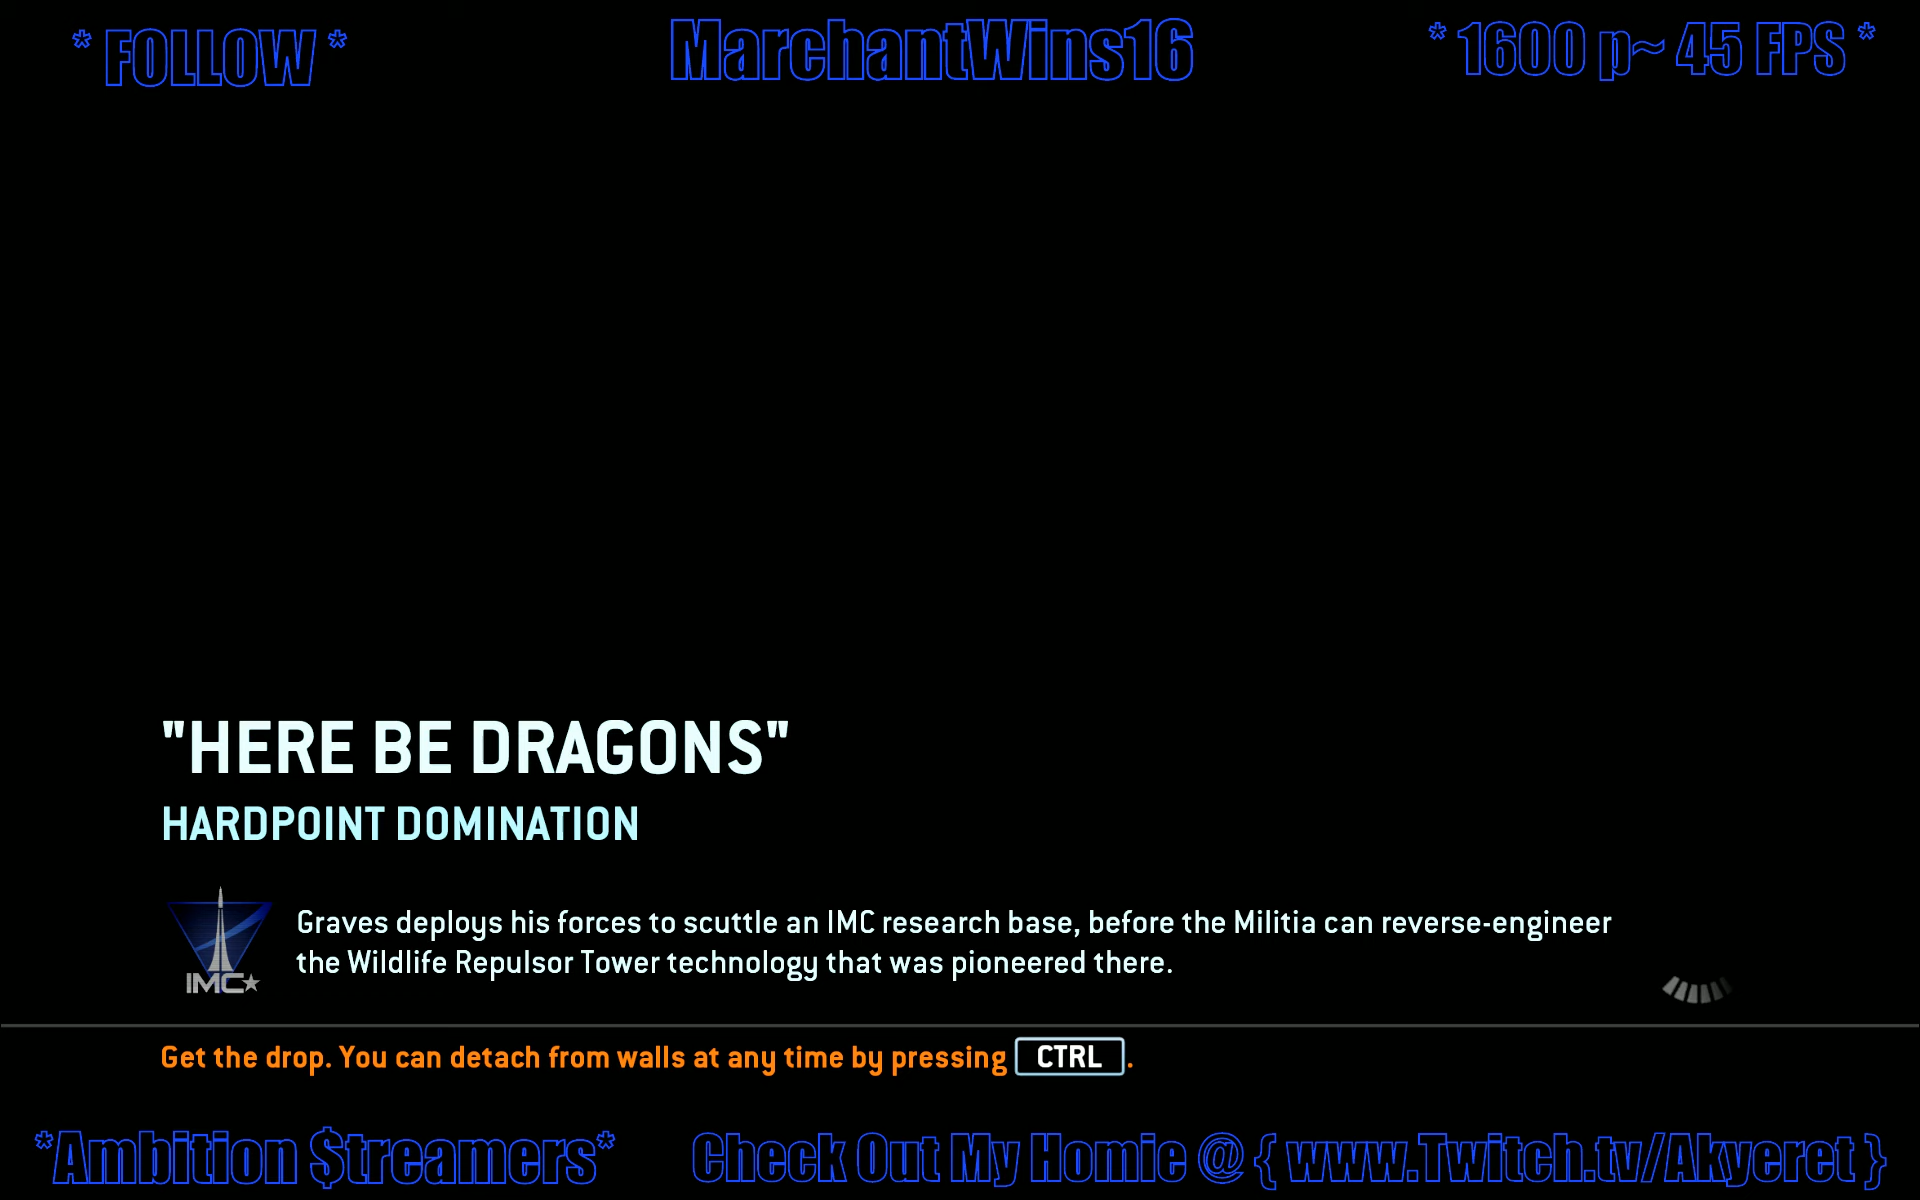 * FOLLOW *
MarchantWins16
* 1600 p~ 45 FPS *
"HERE BE DRAGONS"
HARDPOINT DOMINATION
Graves deploys his forces to scuttle an IMC research base, before the Militia can reverse-engineer
the Wildlife Repulsor Tower technology that was pioneered there.
IMC
Get the drop. You can detach from walls at any time by pressing CTRL .
*Ambition $treamers*
Check Out My Homie @ { www.Twitch.tv/Akyeret }